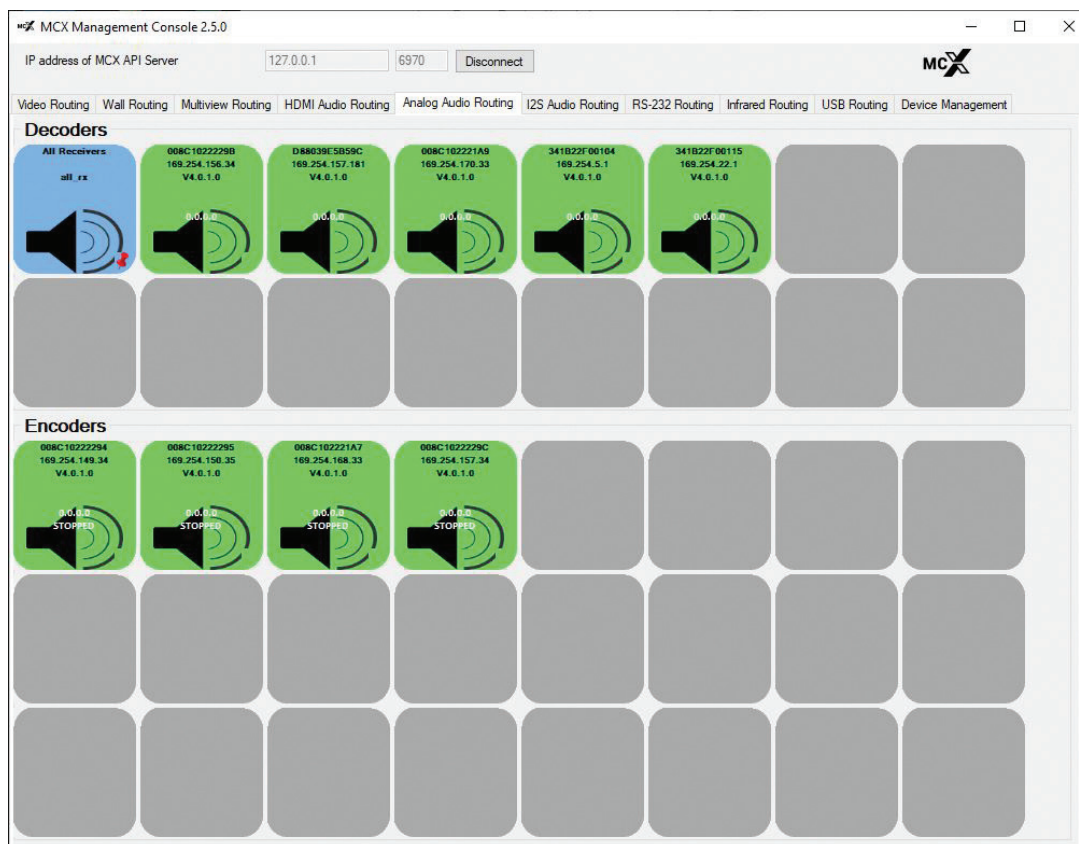 MCX MCX Management Console 2.5.0
IP address of MCX API Server 127.0.0.1 6970 Disconnect
MCX
Video Routing Wall Routing Multiview Routing HDMI Audio Routing Analog Audio Routing I2S Audio Routing RS-232 Routing Infrared Routing USB Routing Device Management
Decoders
All Receivers 008C1022229B D88039E5B59C 008C102221A9 341B22F00104 341B22F00115
169.254.156.34 169.254.157.181 169.254.170.33 169.254.5.1 169.254.22.1
all_rx V4.0.1.0 V4.0.1.0 V4.0.1.0 V4.0.1.0 V4.0.1.0
0.0.0.0 0.0.0.0 0.0.0.0 0.0.0.0 0.0.0.0
Encoders
008C10222294 008C10222295 008C102221A7 008C1022229C
169.254.149.34 169.254.150.35 169.254.168.33 169.254.157.34
V4.0.1.0 V4.0.1.0 V4.0.1.0 V4.0.1.0
0.0.0.0 0.0.0.0 0.0.0.0 0.0.0.0
STOPPED STOPPED STOPPED STOPPED